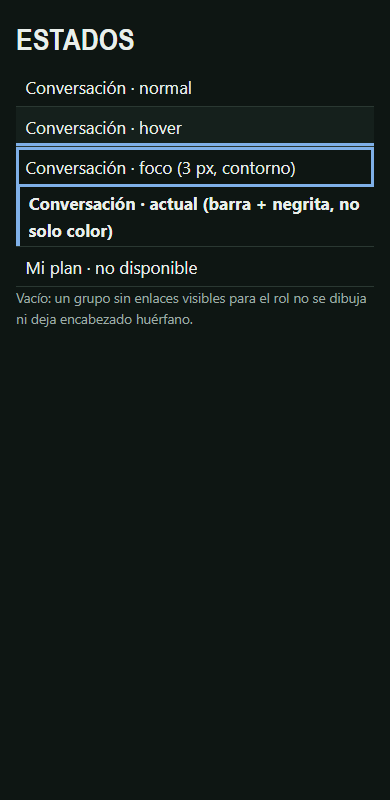 ESTADOS
Conversación · normal
Conversación · hover
Conversación · foco (3 px, contorno)
Conversación · actual (barra + negrita, no
solo color)
Mi plan · no disponible
Vacío: un grupo sin enlaces visibles para el rol no se dibuja
ni deja encabezado huérfano.